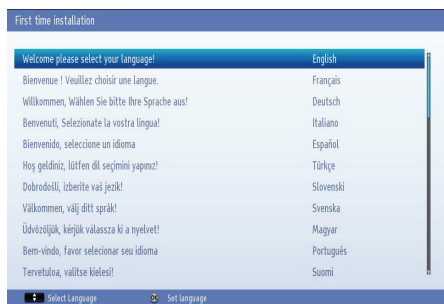 First time installation
Welcome please select your language! English
Bienvenue ! Veuillez choisir une langue. Français
Willkommen, Wählen Sie bitte Ihre Sprache aus! Deutsch
Benvenuti, Selezionate la vostra lingua! Italiano
Bienvenido, seleccione un idioma Español
Hoş geldiniz, lütfen dil seçimini yapınız! Türkçe
Dobrodošli, izberite vaš jezik! Slovenski
Välkommen, välj ditt språk! Svenska
Üdvözöljük, kérjük válassza ki a nyelvet! Magyar
Bem-vindo, favor selecionar seu idioma Português
Tervetuloa, valitse kielesi! Suomi
Select Language OK Set language